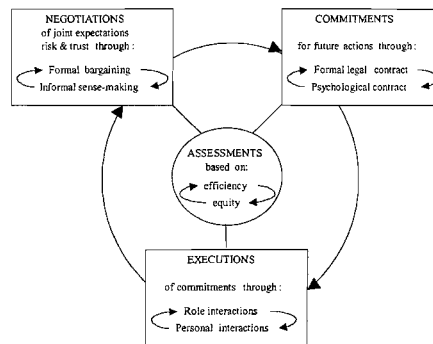 NEGOTIATIONS
of joint expectations
risk & trust through :
Formal bargaining
Informal sense-making
COMMITMENTS
for future actions through :
Formal legal contract
Psychological contract
ASSESSMENTS
based on:
efficiency
equity
EXECUTIONS
of commitments through :
Role interactions
Personal interactions